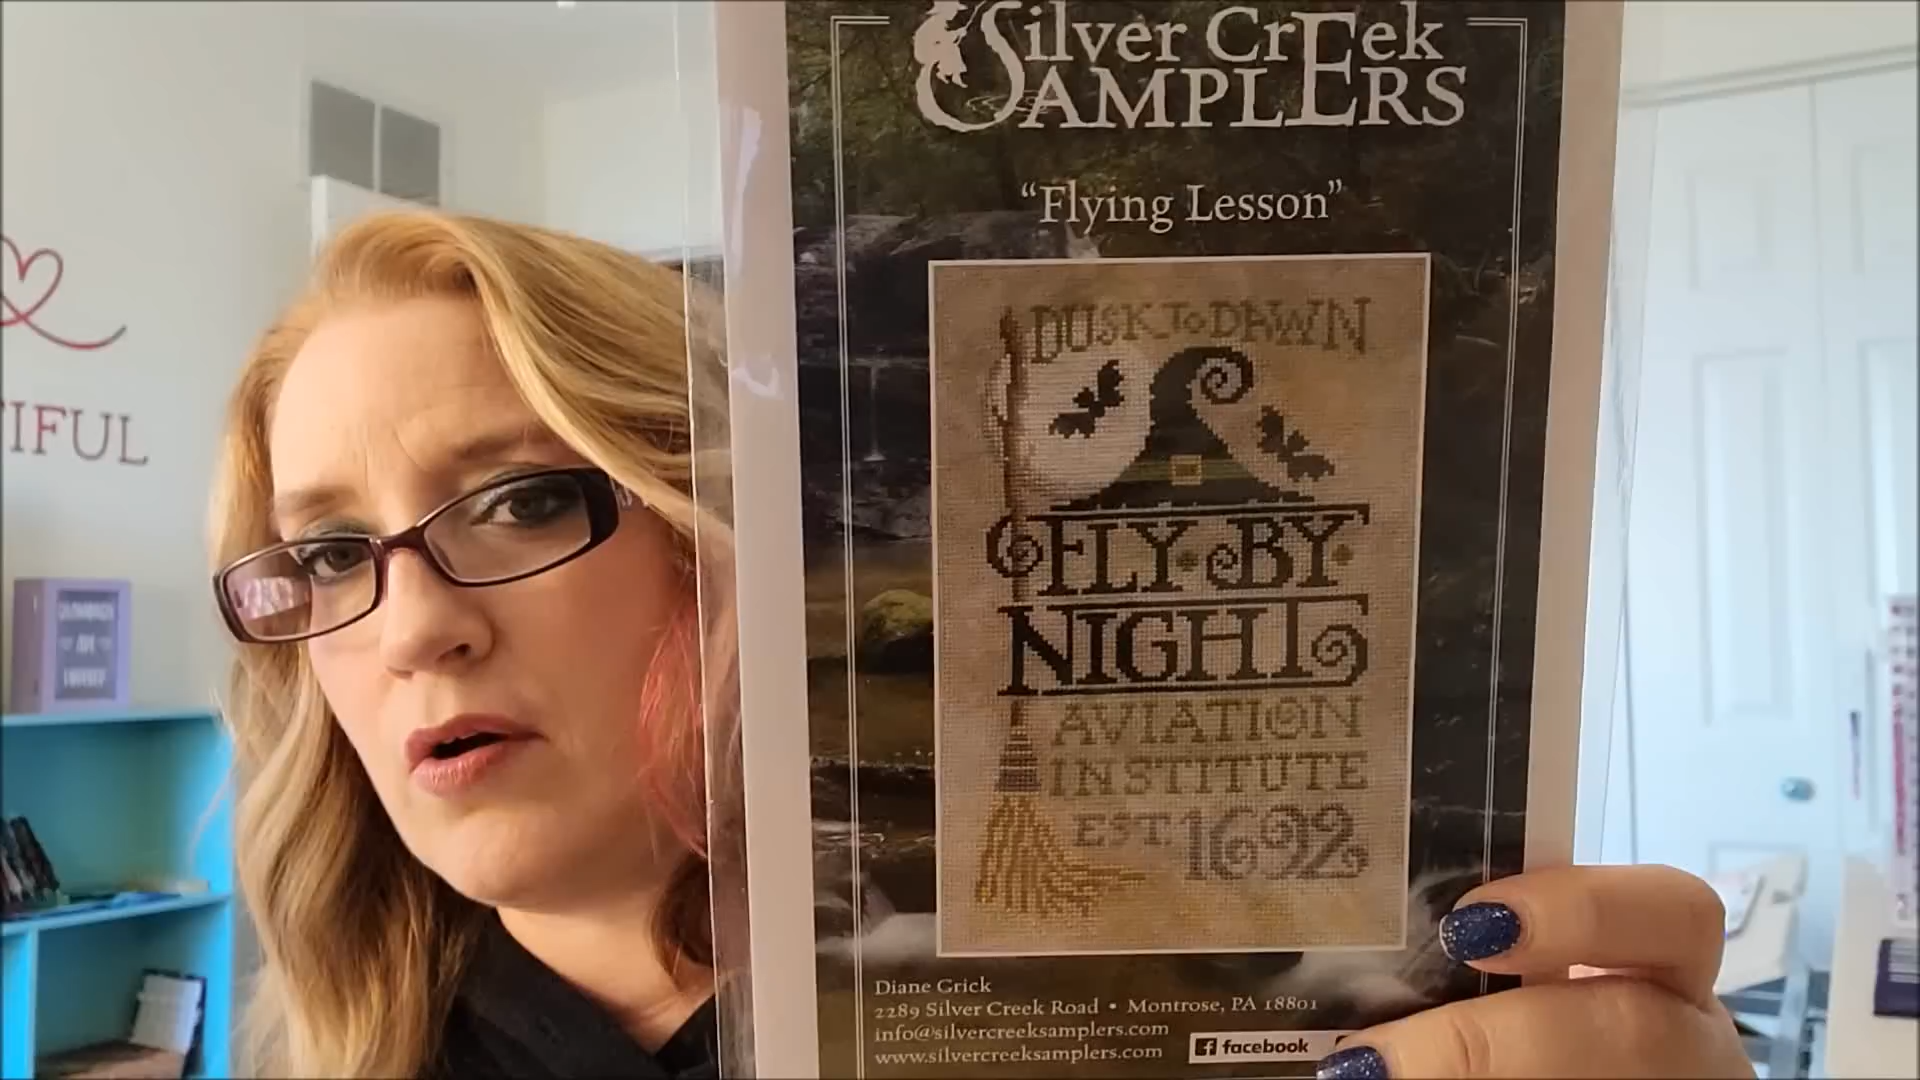 Silver CrEek
SAMPLERS
"Flying Lesson"
DUSK TO DAWN
FLY·BY·
NIGHT
AVIATION
INSTITUTE
EST. 1692
Diane Grick
2289 Silver Creek Road • Montrose, PA 18801
info@silvercreeksamplers.com
www.silvercreeksamplers.com
facebook
TIFUL